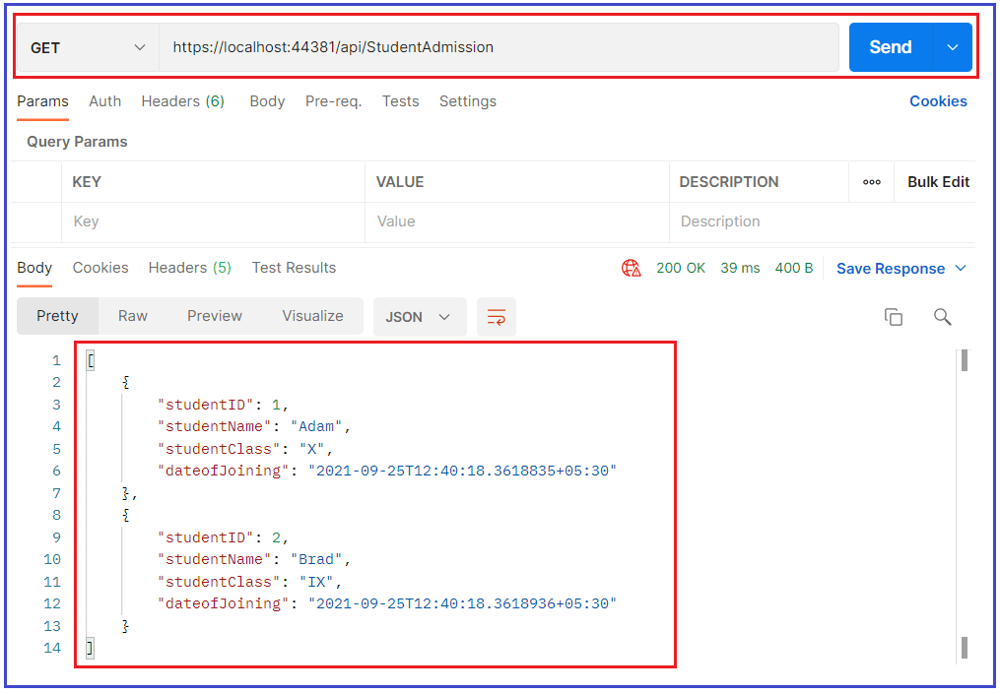 GET https://localhost:44381/api/StudentAdmission Send
Params Auth Headers (6) Body Pre-req. Tests Settings Cookies
Query Params
KEY VALUE DESCRIPTION ooo Bulk Edit
Key Value Description
Body Cookies Headers (5) Test Results 200 OK 39 ms 400 B Save Response
Pretty Raw Preview Visualize JSON
1 [
2 {
3 "studentID": 1,
4 "studentName": "Adam",
5 "studentClass": "X",
6 "dateofJoining": "2021-09-25T12:40:18.3618835+05:30"
7 },
8 {
9 "studentID": 2,
10 "studentName": "Brad",
11 "studentClass": "IX",
12 "dateofJoining": "2021-09-25T12:40:18.3618936+05:30"
13 }
14 ]